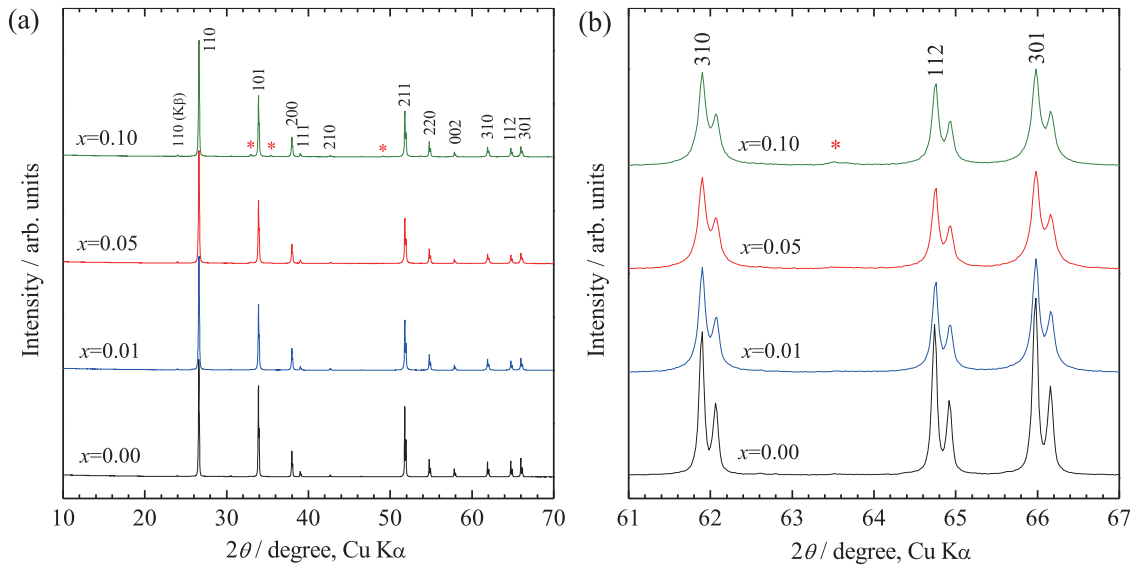 (a)
110
101
110 (Kβ)
200
111
210
211
220
002
310
112
301
x=0.10
* * *
x=0.05
x=0.01
x=0.00
Intensity / arb. units
10 20 30 40 50 60 70
2θ / degree, Cu Kα
(b)
310
112
301
*
x=0.10
x=0.05
x=0.01
x=0.00
Intensity / arb. units
61 62 63 64 65 66 67
2θ / degree, Cu Kα